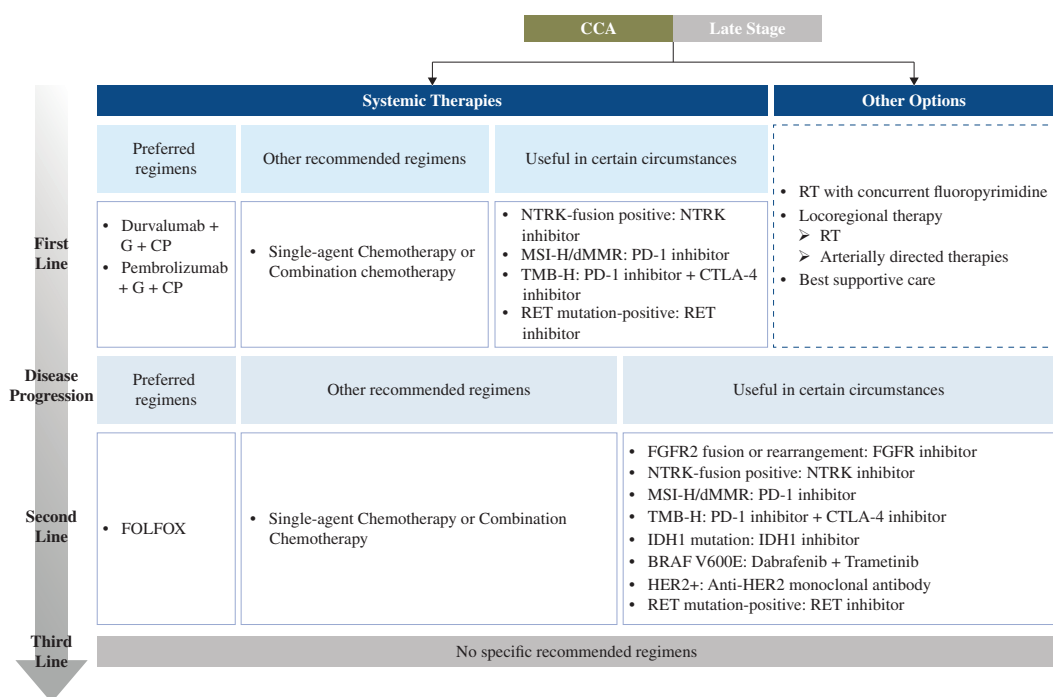 CCA
Late Stage
Systemic Therapies
Other Options
First
Line
Preferred
regimens
Other recommended regimens
Useful in certain circumstances
• Durvalumab +
G + CP
• Pembrolizumab
+ G + CP
• Single-agent Chemotherapy or
Combination chemotherapy
• NTRK-fusion positive: NTRK
inhibitor
• MSI-H/dMMR: PD-1 inhibitor
• TMB-H: PD-1 inhibitor + CTLA-4
inhibitor
• RET mutation-positive: RET
inhibitor
• RT with concurrent fluoropyrimidine
• Locoregional therapy
➢ RT
➢ Arterially directed therapies
• Best supportive care
Disease
Progression
Preferred
regimens
Other recommended regimens
Useful in certain circumstances
Second
Line
• FOLFOX
• Single-agent Chemotherapy or Combination
Chemotherapy
• FGFR2 fusion or rearrangement: FGFR inhibitor
• NTRK-fusion positive: NTRK inhibitor
• MSI-H/dMMR: PD-1 inhibitor
• TMB-H: PD-1 inhibitor + CTLA-4 inhibitor
• IDH1 mutation: IDH1 inhibitor
• BRAF V600E: Dabrafenib + Trametinib
• HER2+: Anti-HER2 monoclonal antibody
• RET mutation-positive: RET inhibitor
Third
Line
No specific recommended regimens